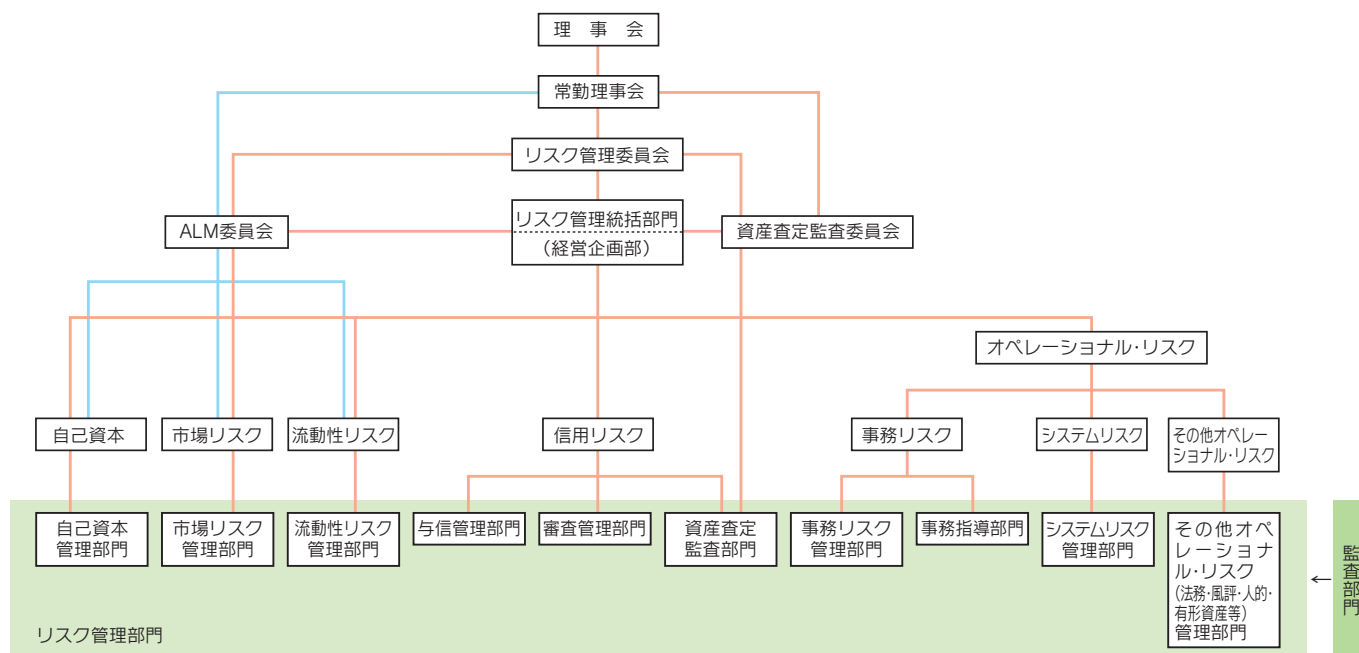 理事会
常勤理事会
リスク管理委員会
ALM委員会
リスク管理統括部門
(経営企画部)
資産査定監査委員会
オペレーショナル・リスク
自己資本
市場リスク
流動性リスク
信用リスク
事務リスク
システムリスク
その他オペレー
ショナル・リスク
自己資本
管理部門
市場リスク
管理部門
流動性リスク
管理部門
与信管理部門
審査管理部門
資産査定
監査部門
事務リスク
管理部門
事務指導部門
システムリスク
管理部門
その他オペ
レーショナ
ル・リスク
(法務・風評・人的・
有形資産等)
管理部門
←
監査部門
リスク管理部門